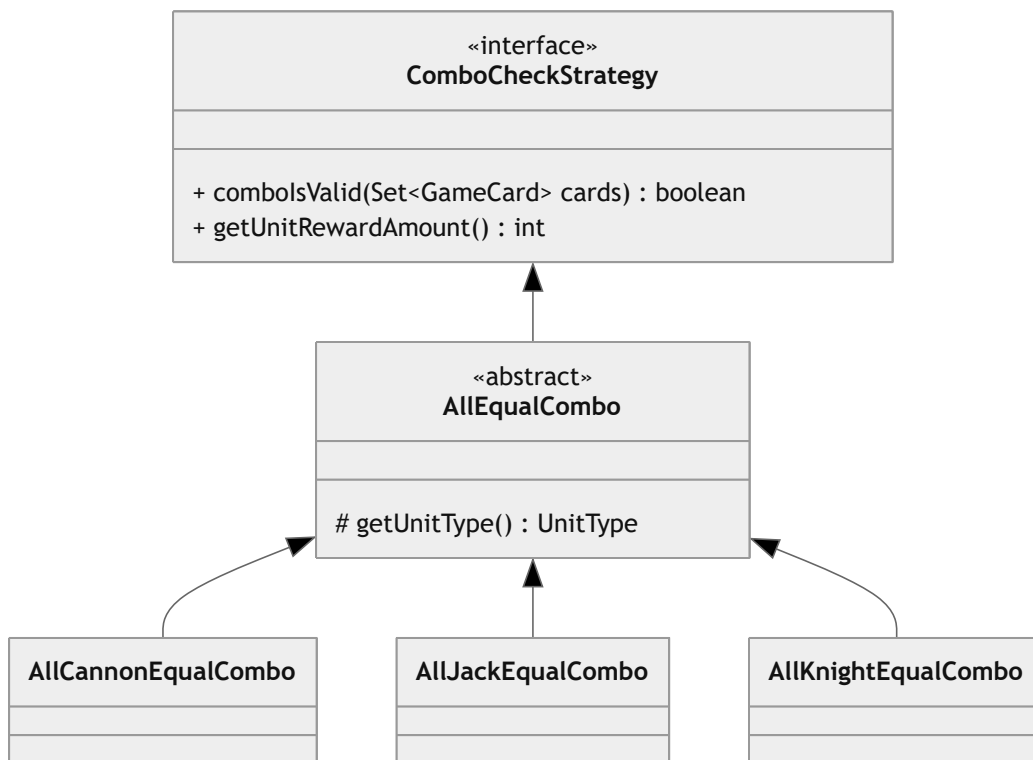 «interface»
ComboCheckStrategy
+ comboIsValid(Set<GameCard> cards) : boolean
+ getUnitRewardAmount() : int
«abstract»
AllEqualCombo
# getUnitType() : UnitType
AllCannonEqualCombo
AllJackEqualCombo
AllKnightEqualCombo